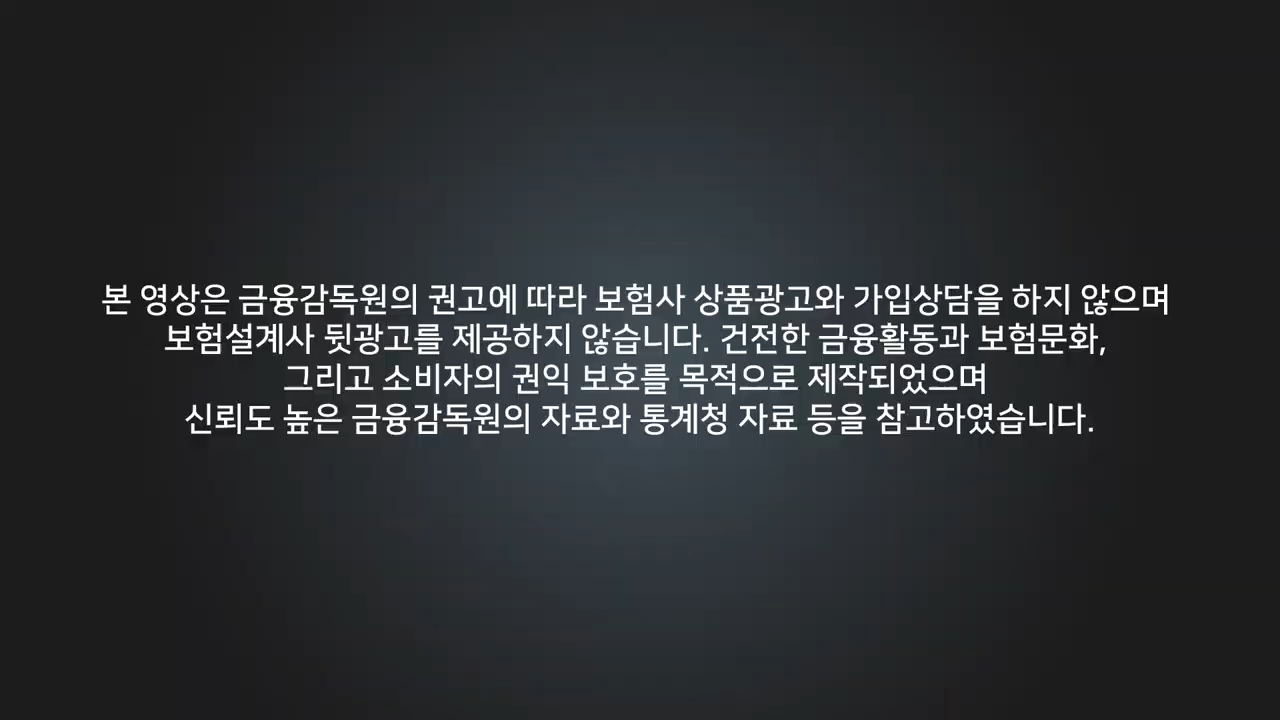 본 영상은 금융감독원의 권고에 따라 보험사 상품광고와 가입상담을 하지 않으며
보험설계사 뒷광고를 제공하지 않습니다. 건전한 금융활동과 보험문화,
그리고 소비자의 권익 보호를 목적으로 제작되었으며
신뢰도 높은 금융감독원의 자료와 통계청 자료 등을 참고하였습니다.